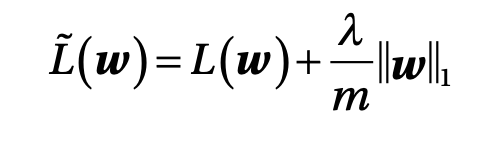 L̃(w) = L(w) + λ/m ‖w‖₁